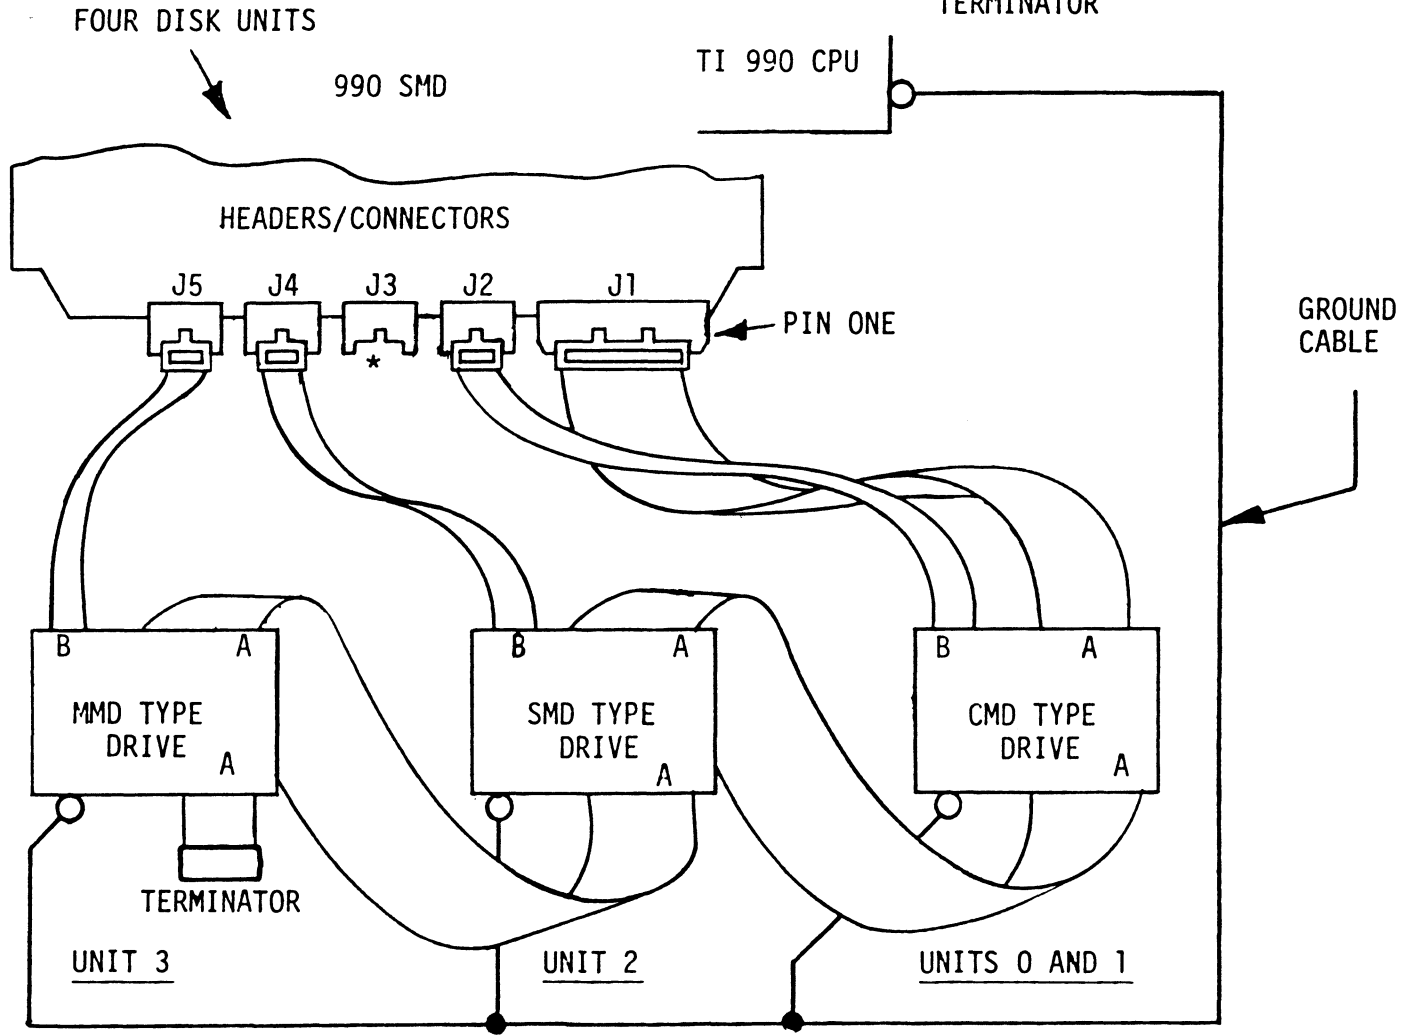 TERMINATOR
FOUR DISK UNITS
TI 990 CPU
990 SMD
HEADERS/CONNECTORS
J5 J4 J3 J2 J1
PIN ONE
*
GROUND
CABLE
B A
MMD TYPE
DRIVE
A
B A
SMD TYPE
DRIVE
A
B A
CMD TYPE
DRIVE
A
TERMINATOR
UNIT 3
UNIT 2
UNITS 0 AND 1